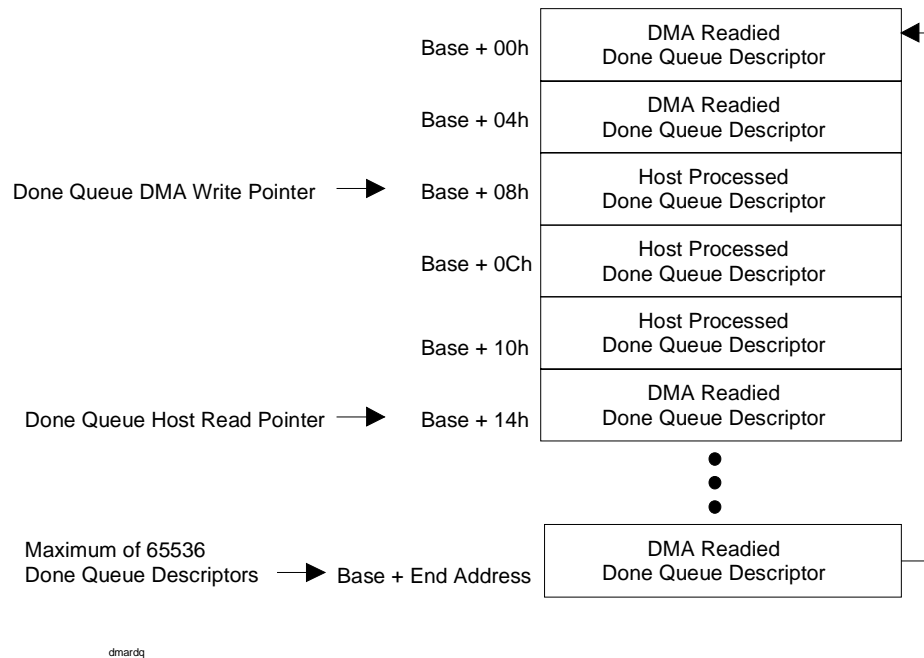 Base + 00h
DMA Readied
Done Queue Descriptor
Base + 04h
DMA Readied
Done Queue Descriptor
Done Queue DMA Write Pointer
Base + 08h
Host Processed
Done Queue Descriptor
Base + 0Ch
Host Processed
Done Queue Descriptor
Base + 10h
Host Processed
Done Queue Descriptor
Done Queue Host Read Pointer
Base + 14h
DMA Readied
Done Queue Descriptor
Maximum of 65536
Done Queue Descriptors
Base + End Address
DMA Readied
Done Queue Descriptor
dmardq